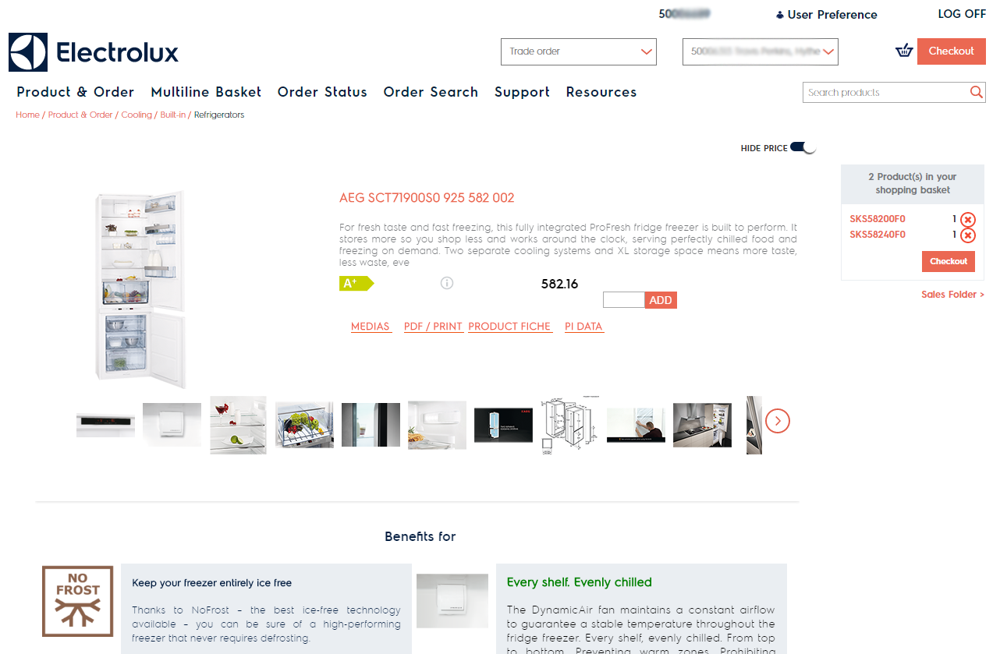 50
User Preference
LOG OFF
Electrolux
Trade order
50
Checkout
Product & Order
Multiline Basket
Order Status
Order Search
Support
Resources
Search products
Home / Product & Order / Cooling / Built-in / Refrigerators
HIDE PRICE
2 Product(s) in your
shopping basket
SKS58200F0 1
SKS58240F0 1
Checkout
Sales Folder >
AEG SCT71900S0 925 582 002
For fresh taste and fast freezing, this fully integrated ProFresh fridge freezer is built to perform. It
stores more so you shop less and works around the clock, serving perfectly chilled food and
freezing on demand. Two separate cooling systems and XL storage space means more taste,
less waste, eve
A+
582.16
ADD
MEDIAS
PDF / PRINT
PRODUCT FICHE
PI DATA
Benefits for
NO
FROST
Keep your freezer entirely ice free
Thanks to NoFrost – the best ice-free technology
available – you can be sure of a high-performing
freezer that never requires defrosting.
Every shelf. Evenly chilled
The DynamicAir fan maintains a constant airflow
to guarantee a stable temperature throughout the
fridge freezer. Every shelf, evenly chilled. From top
to bottom. Preventing warm zones. Prohibiting